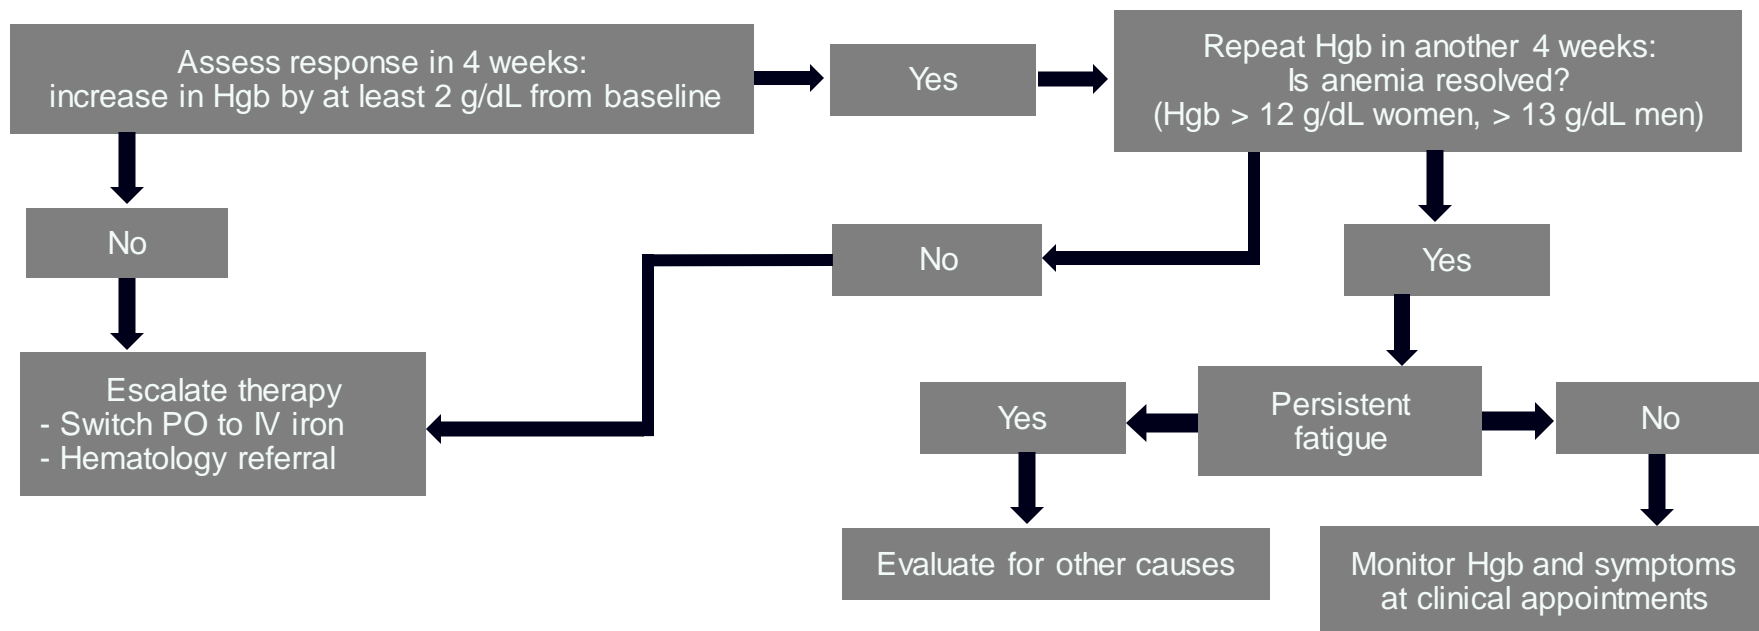 Assess response in 4 weeks:
increase in Hgb by at least 2 g/dL from baseline
Yes
Repeat Hgb in another 4 weeks:
Is anemia resolved?
(Hgb > 12 g/dL women, > 13 g/dL men)
No
No
Yes
Escalate therapy
- Switch PO to IV iron
- Hematology referral
Yes
Persistent
fatigue
No
Evaluate for other causes
Monitor Hgb and symptoms
at clinical appointments